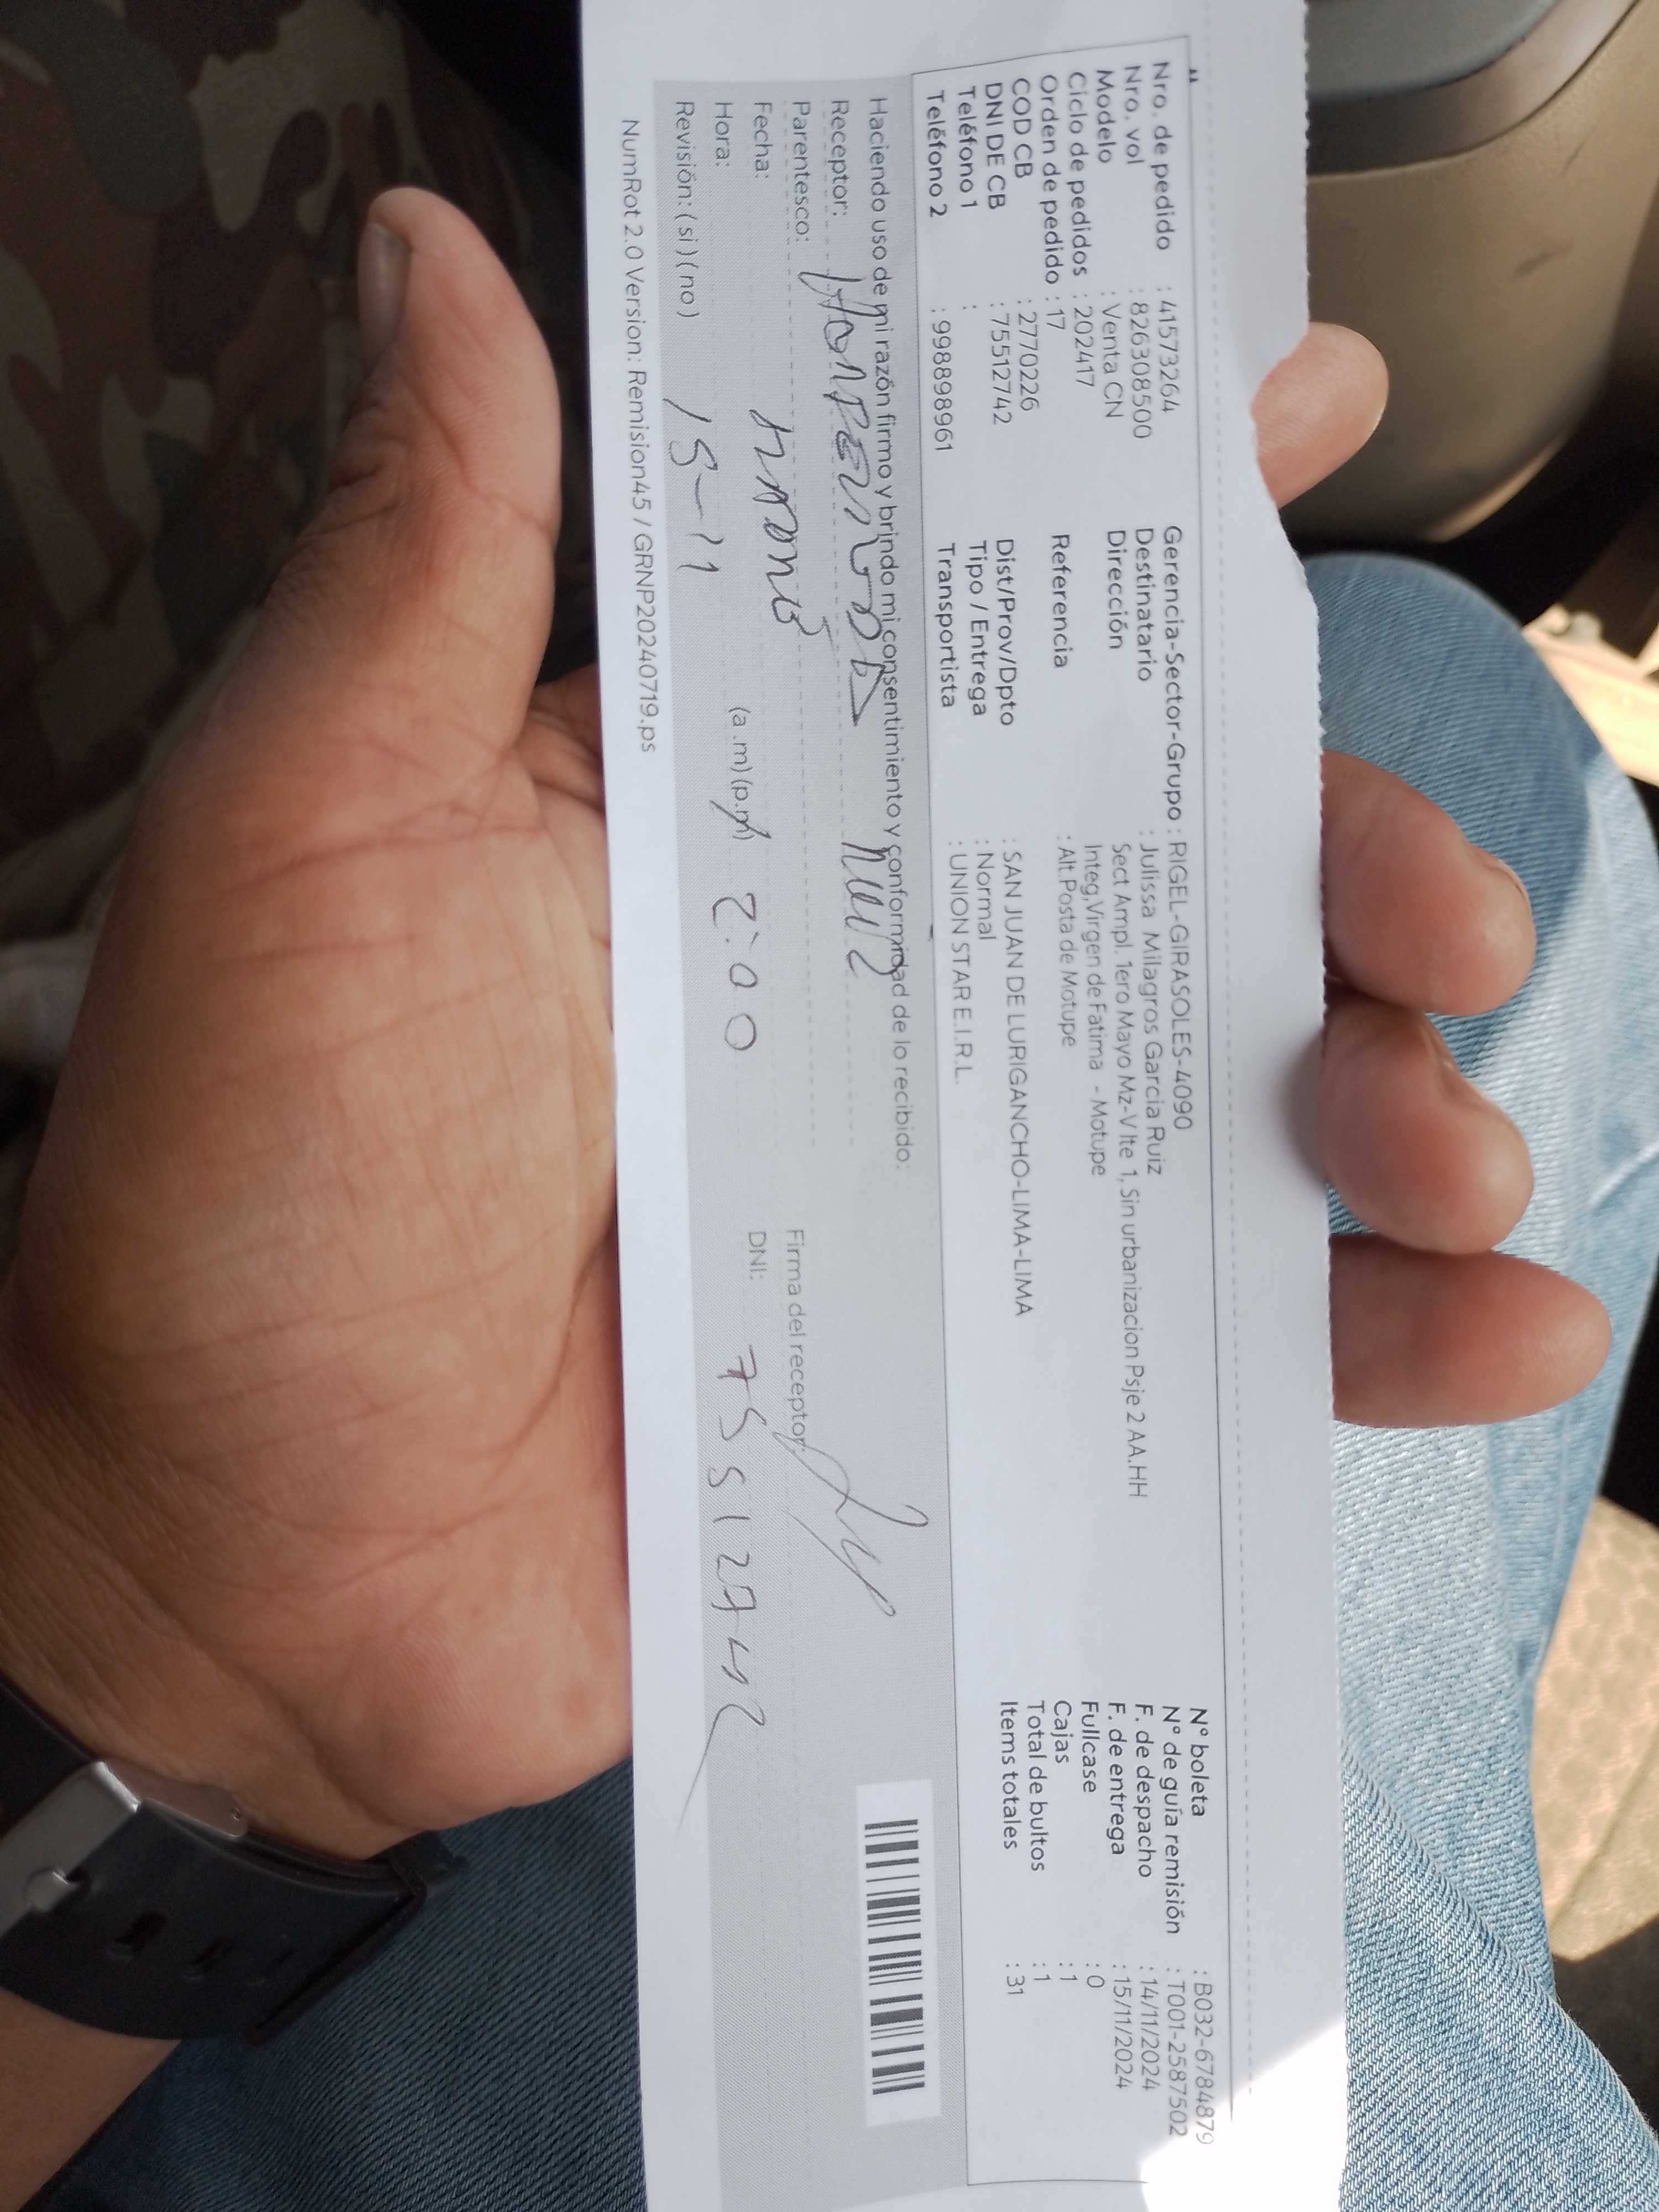 Nro. de pedido : 41573264
Nro. vol : 826308500
Modelo : Venta CN
Ciclo de pedidos : 202417
Orden de pedido : 17
COD CB : 27702226
DNI DE CB : 75512742
Teléfono 1 :
Teléfono 2 : 998898961
Gerencia-Sector-Grupo : RIGEL-GIRASOLES-4090
Destinatario : Julissa Milagros Garcia Ruiz
Dirección Sect Ampl. 1ero Mayo Mz-V lte 1, Sin urbanizacion Psje 2 AA.HH
Integ,Virgen de Fatima - Motupe
Referencia : Alt.Posta de Motupe
Dist/Prov/Dpto : SAN JUAN DE LURIGANCHO-LIMA-LIMA
Tipo / Entrega : Normal
Transportista : UNION STAR E.I.R.L.
N° boleta : B032-6784879
N° de guía remisión : T001-2587502
F. de despacho : 14/11/2024
F. de entrega : 15/11/2024
Fullcase : 0
Cajas : 1
Total de bultos : 1
Items totales : 31
Haciendo uso de mi razón firmo y brindo mi consentimiento y conformidad de lo recibido:
Receptor:
Parentesco:
Fecha:
Hora: 15-11 (a.m)(p.m) 2:00
Revisión: (si)(no)
Firma del receptor:
DNI: 75512742
NumRot 2.0 Version: Remision45 / GRNP20240719.ps